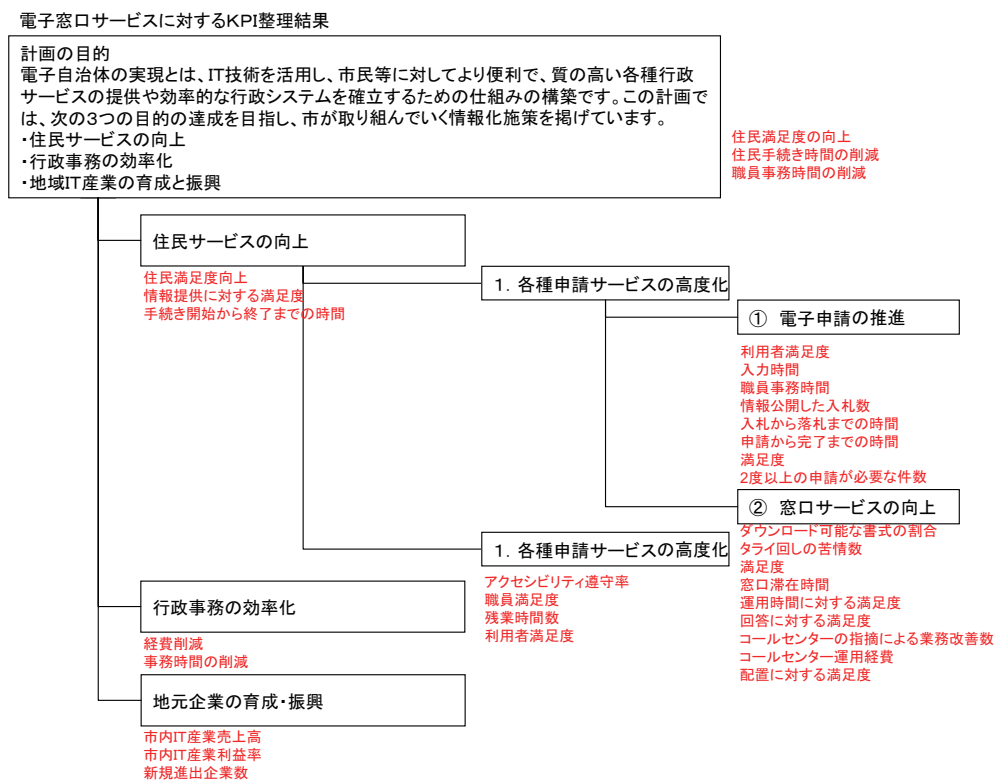 電子窓口サービスに対するKPI整理結果
計画の目的
電子自治体の実現とは、IT技術を活用し、市民等に対してより便利で、質の高い各種行政
サービスの提供や効率的な行政システムを確立するための仕組みの構築です。この計画で
は、次の3つの目的の達成を目指し、市が取り組んでいく情報化施策を掲げています。
・住民サービスの向上
・行政事務の効率化
・地域IT産業の育成と振興
住民満足度の向上
住民手続き時間の削減
職員事務時間の削減
住民サービスの向上
住民満足度向上
情報提供に対する満足度
手続き開始から終了までの時間
1. 各種申請サービスの高度化
① 電子申請の推進
利用者満足度
入力時間
職員事務時間
情報公開した入札数
入札から落札までの時間
申請から完了までの時間
満足度
2度以上の申請が必要な件数
② 窓口サービスの向上
ダウンロード可能な書式の割合
タライ回しの苦情数
満足度
窓口滞在時間
運用時間に対する満足度
回答に対する満足度
コールセンターの指摘による業務改善数
コールセンター運用経費
配置に対する満足度
1. 各種申請サービスの高度化
アクセシビリティ遵守率
職員満足度
残業時間数
利用者満足度
行政事務の効率化
経費削減
事務時間の削減
地元企業の育成・振興
市内IT産業売上高
市内IT産業利益率
新規進出企業数